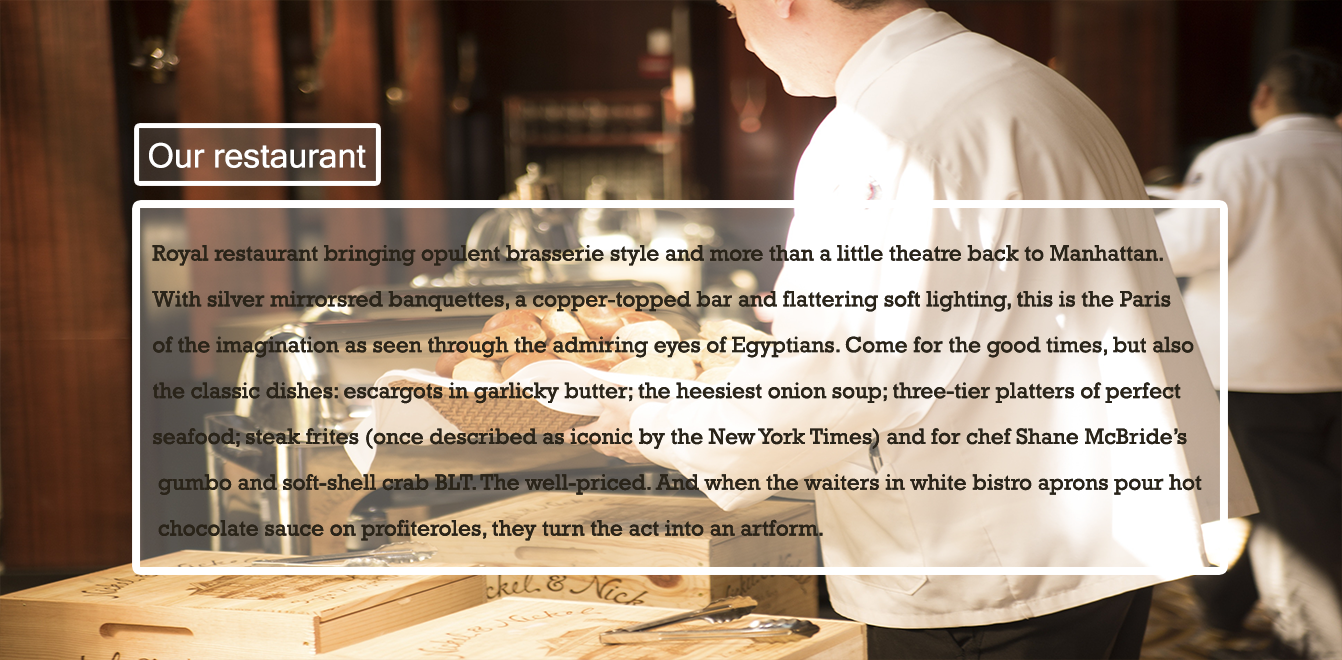 Our restaurant
Royal restaurant bringing opulent brasserie style and more than a little theatre back to Manhattan.
With silver mirrorsred banquettes, a copper-topped bar and flattering soft lighting, this is the Paris
of the imagination as seen through the admiring eyes of Egyptians. Come for the good times, but also
the classic dishes: escargots in garlicky butter; the heesiest onion soup; three-tier platters of perfect
seafood; steak frites (once described as iconic by the New York Times) and for chef Shane McBride's
gumbo and soft-shell crab BLT. The well-priced. And when the waiters in white bistro aprons pour hot
chocolate sauce on profiteroles, they turn the act into an artform.
ckel & Nick